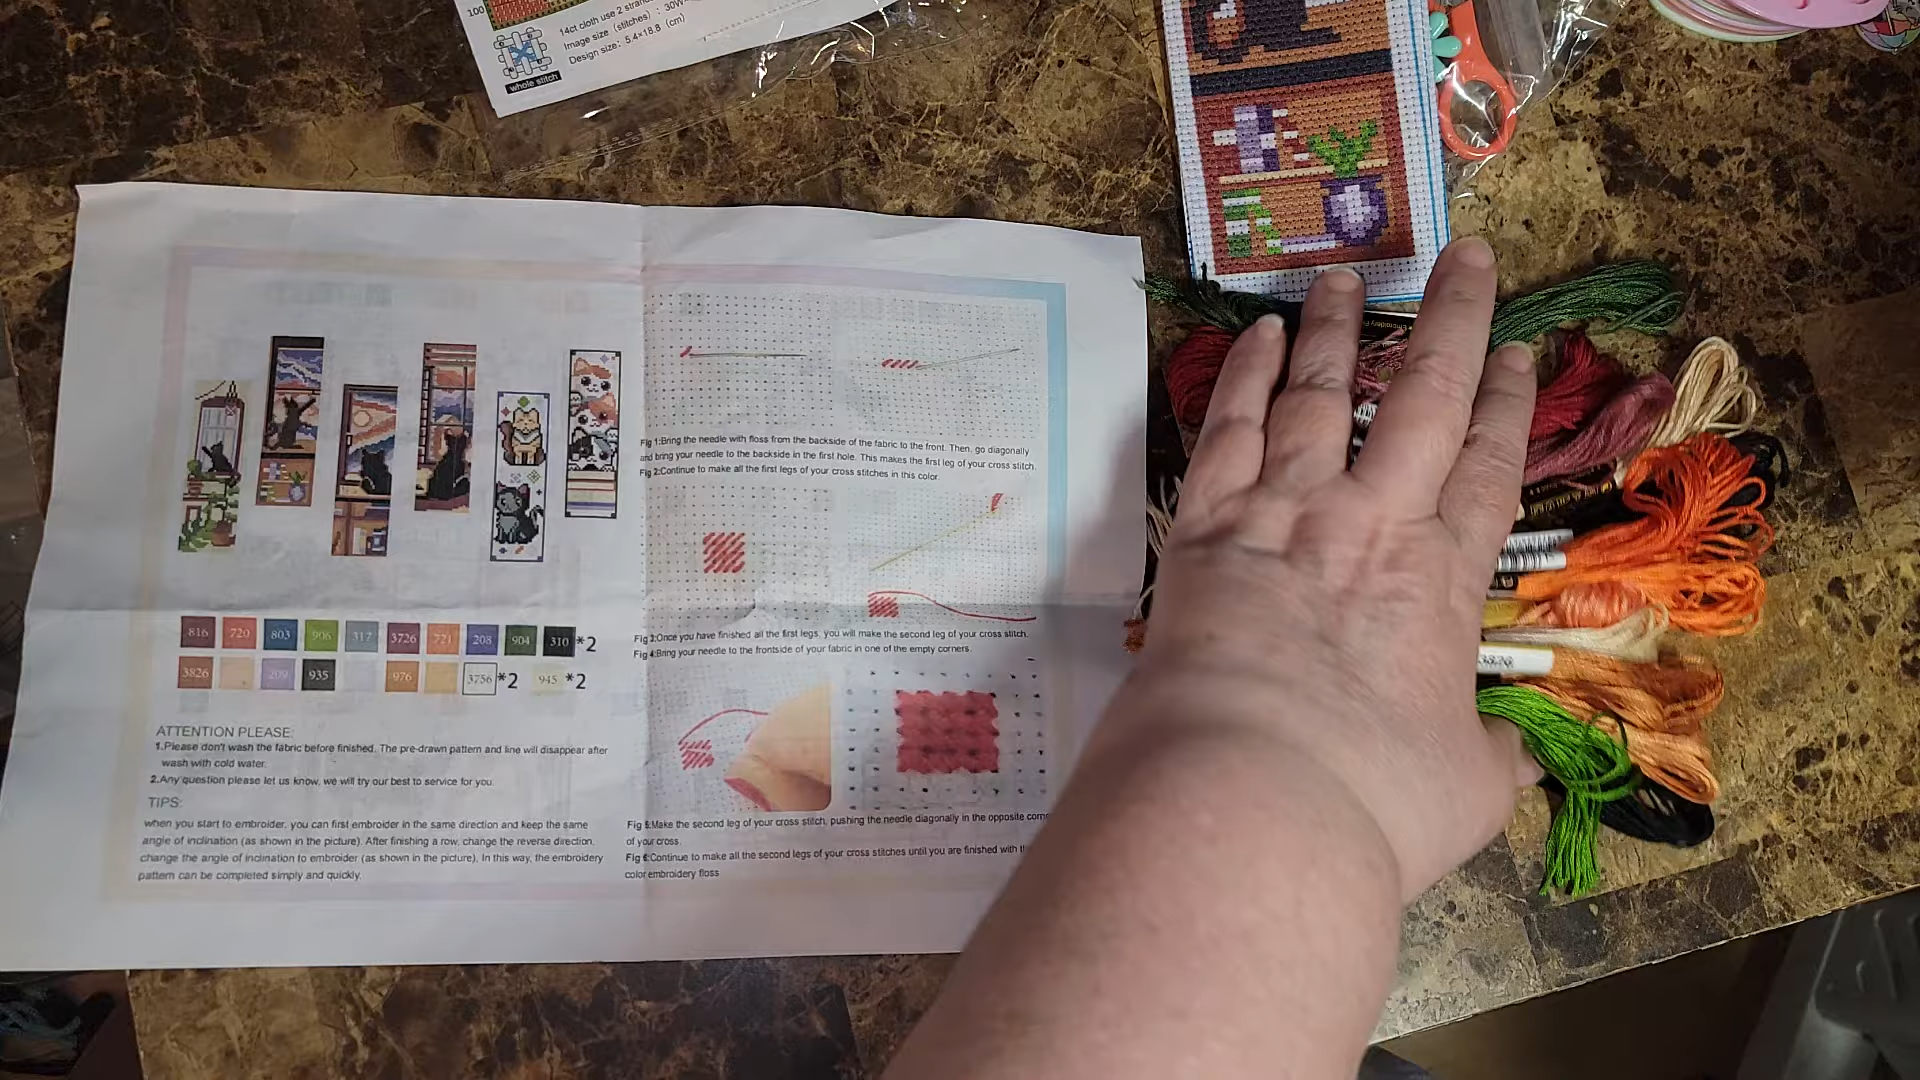 100
14ct cloth use 2 strand
Image size (stitches) : 30W
Design size: 5.4×18.8 (cm)
whole stitch
Embroidery
Fig 1:Bring the needle with floss from the backside of the fabric to the front. Then, go diagonally
and bring your needle to the backside in the first hole. This makes the first leg of your cross stitch.
Fig 2:Continue to make all the first legs of your cross stitches in this color.
816 720 803 906 317 3726 721 208 904 310 *2
3826 209 935 976 3756 *2 945 *2
Fig 3:Once you have finished all the first legs, you will make the second leg of your cross stitch.
Fig 4:Bring your needle to the frontside of your fabric in one of the empty corners.
3826
ATTENTION PLEASE:
1.Please don't wash the fabric before finished. The pre-drawn pattern and line will disappear after
wash with cold water.
2.Any question please let us know, we will try our best to service for you.
TIPS:
when you start to embroider, you can first embroider in the same direction and keep the same
angle of inclination (as shown in the picture). After finishing a row, change the reverse direction,
change the angle of inclination to embroider (as shown in the picture). In this way, the embroidery
pattern can be completed simply and quickly.
Fig 5:Make the second leg of your cross stitch, pushing the needle diagonally in the opposite corn
of your cross.
Fig 6:Continue to make all the second legs of your cross stitches until you are finished with th
color embroidery floss